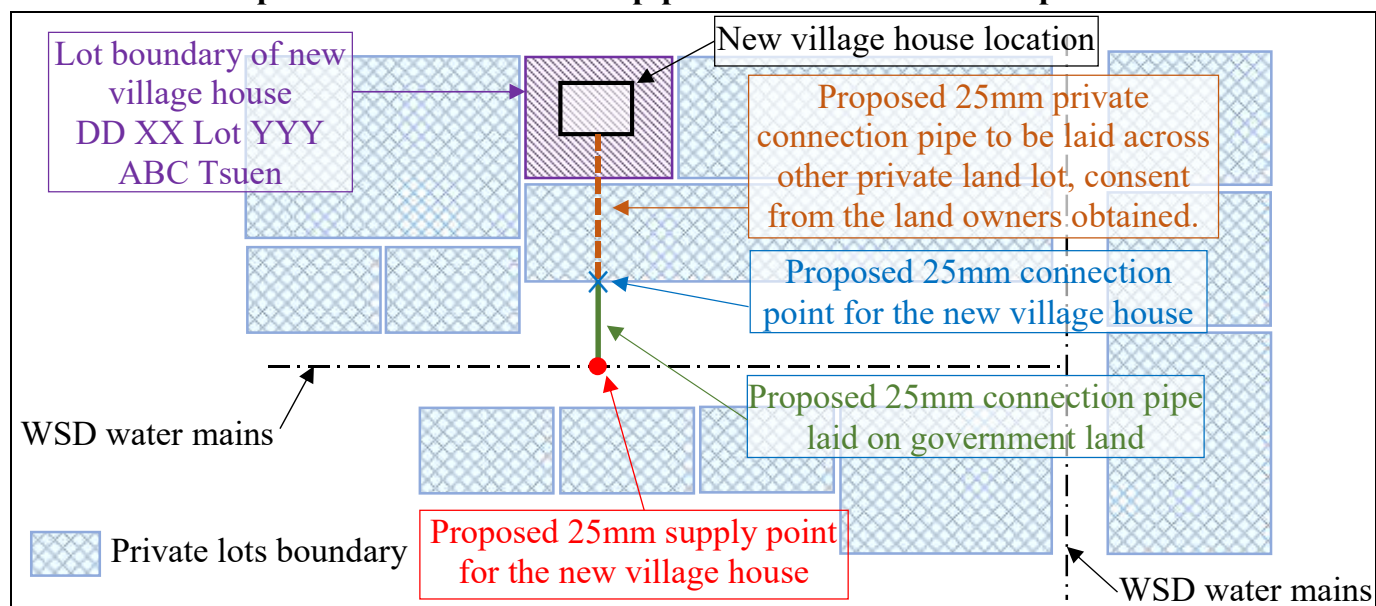 New village house location
Lot boundary of new
village house
DD XX Lot YYY
ABC Tsuen
Proposed 25mm private
connection pipe to be laid across
other private land lot, consent
from the land owners obtained.
Proposed 25mm connection
point for the new village house
Proposed 25mm connection pipe
laid on government land
WSD water mains
Proposed 25mm supply point
for the new village house
Private lots boundary
WSD water mains